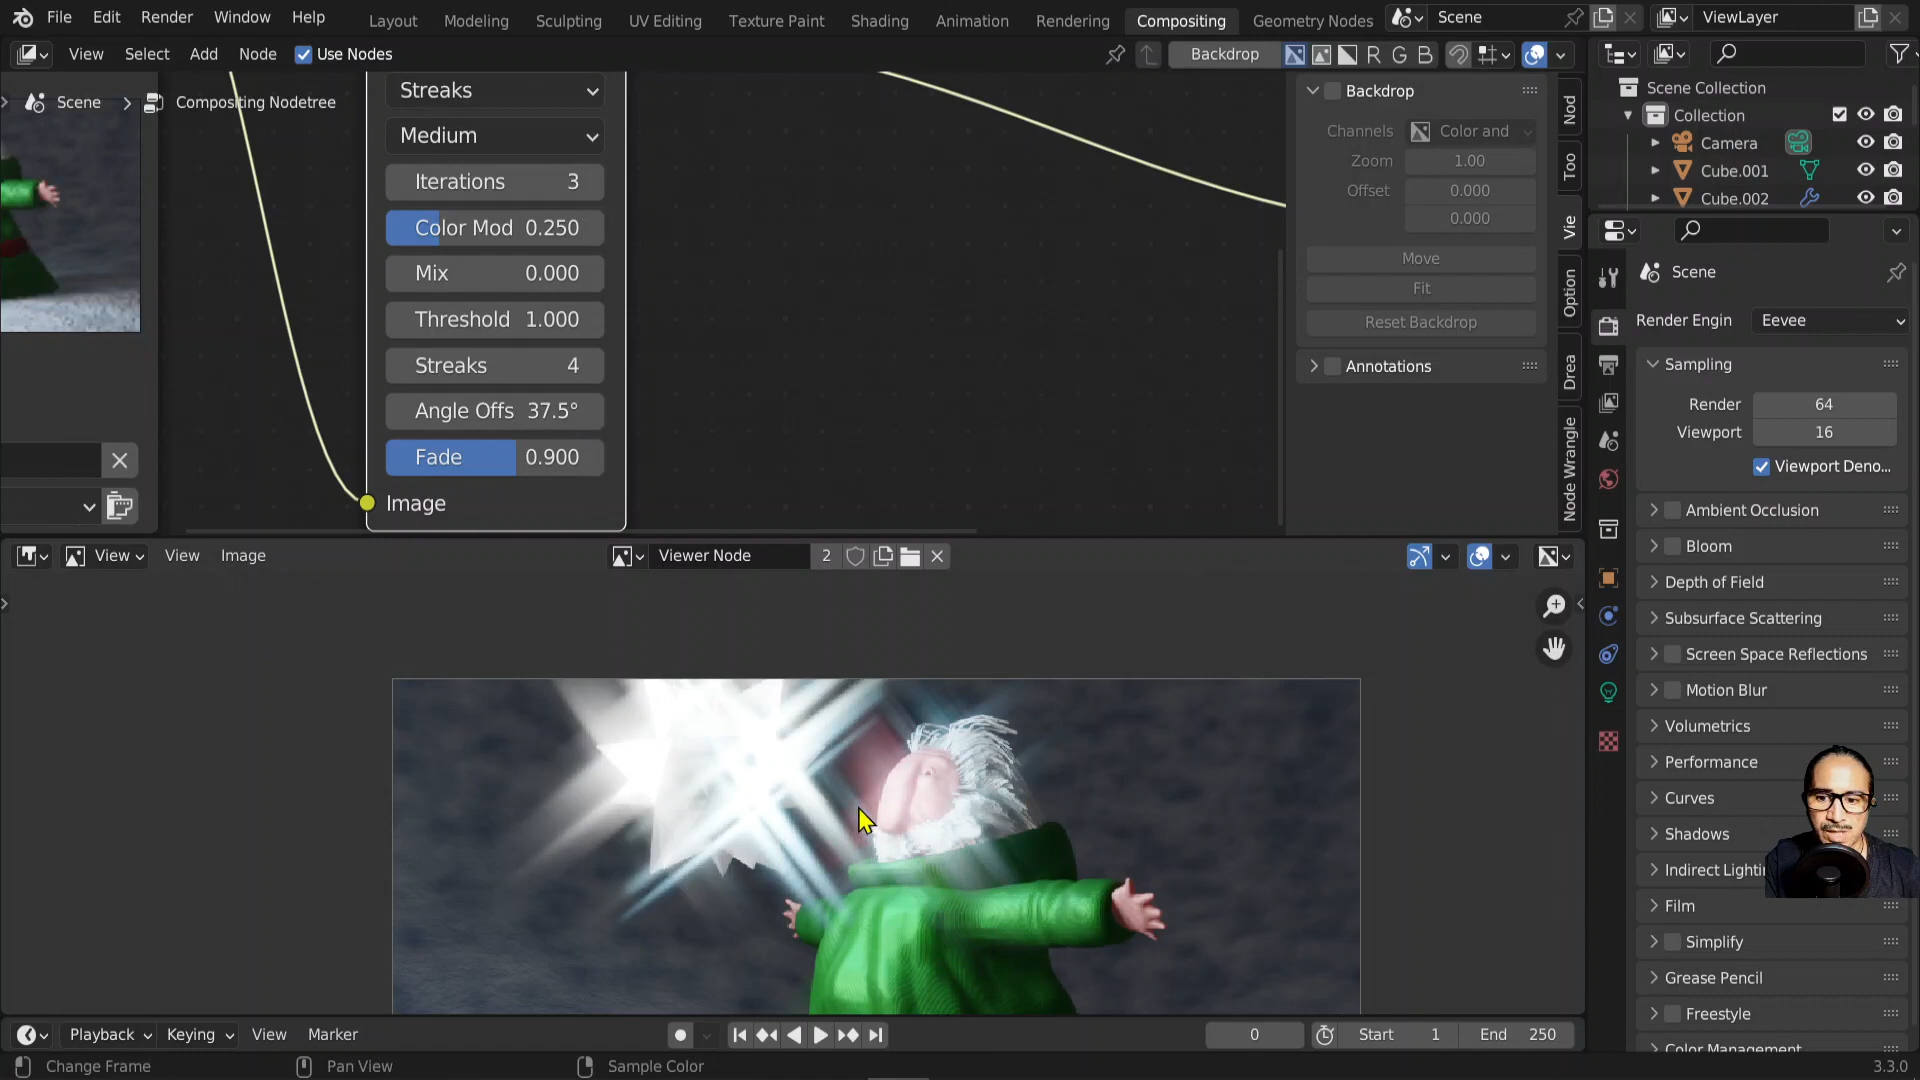 File Edit Render Window Help Layout Modeling Sculpting UV Editing Texture Paint Shading Animation Rendering Compositing Geometry Nodes Scene ViewLayer
View Select Add Node Use Nodes Backdrop R G B
Scene Compositing Nodetree
Streaks
Medium
Iterations 3
Color Mod 0.250
Mix 0.000
Threshold 1.000
Streaks 4
Angle Offs 37.5°
Fade 0.900
Image
Backdrop
Channels Color and
Zoom 1.00
Offset 0.000
0.000
Move
Fit
Reset Backdrop
Annotations
Nod
Too
Vie
Option
Drea
Node Wrangle
Scene Collection
Collection
Camera
Cube.001
Cube.002
Scene
Render Engin Eevee
Sampling
Render 64
Viewport 16
Viewport Deno...
Ambient Occlusion
Bloom
Depth of Field
Subsurface Scattering
Screen Space Reflections
Motion Blur
Volumetrics
Performance
Curves
Shadows
Indirect Lighti
Film
Simplify
Grease Pencil
Freestyle
Color Management
View View Image Viewer Node 2
Playback Keying View Marker 0 Start 1 End 250
Change Frame Pan View Sample Color 3.3.0